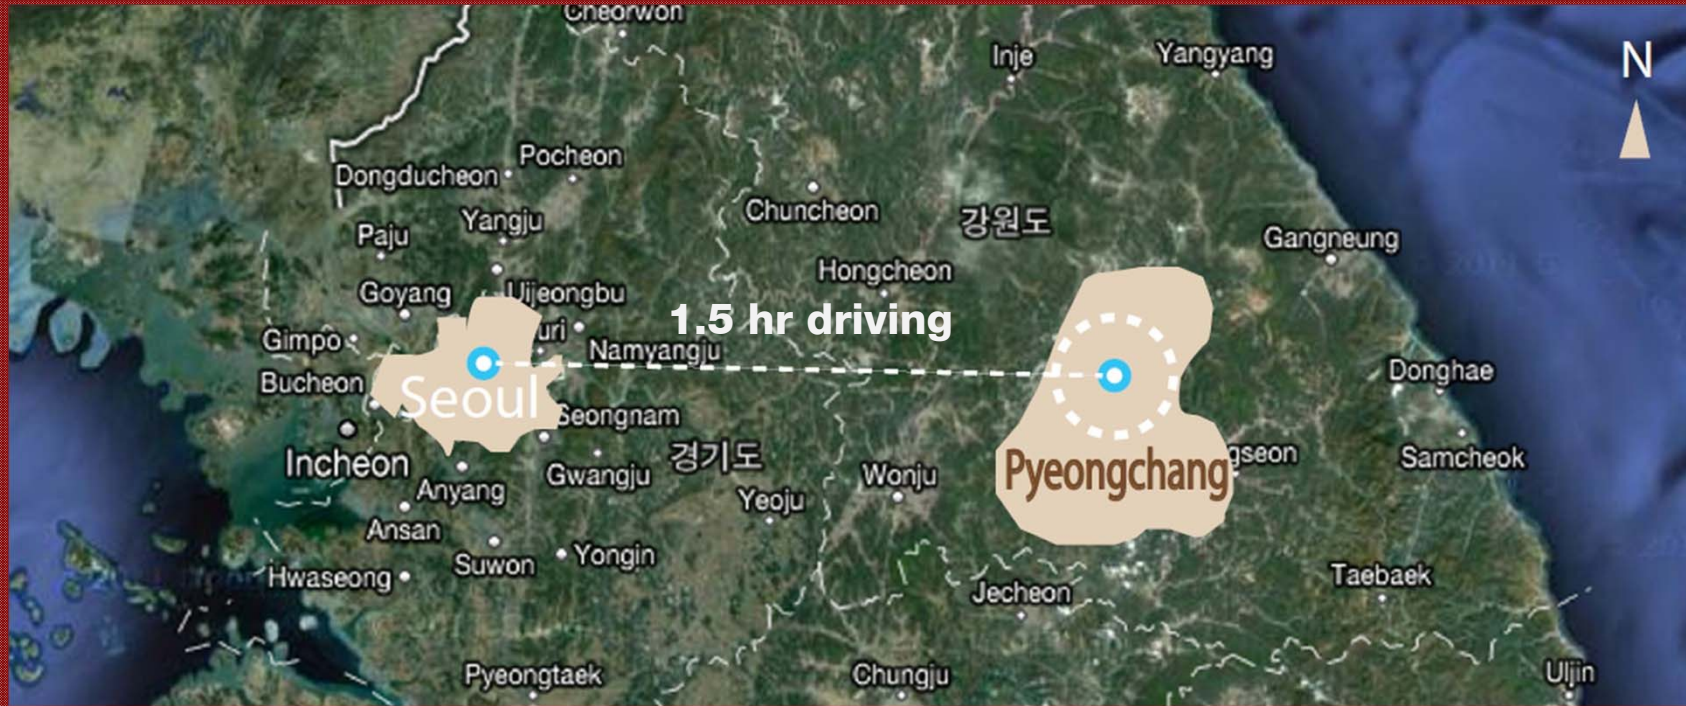 Cheorwon
Inje
Yangyang
N
Pocheon
Dongducheon
Yangju
Chuncheon
강원도
Paju
Gangneung
Hongcheon
Goyang
Uijeongbu
1.5 hr driving
Gimpo
uri
Namyangju
Bucheon
Donghae
Seoul
Seongnam
경기도
gseon
Samcheok
Incheon
Pyeongchang
Gwangju
Wonju
Anyang
Yeoju
Ansan
Suwon
Yongin
Hwaseong
Taebaek
Jecheon
Pyeongtaek
Chungju
Uljin